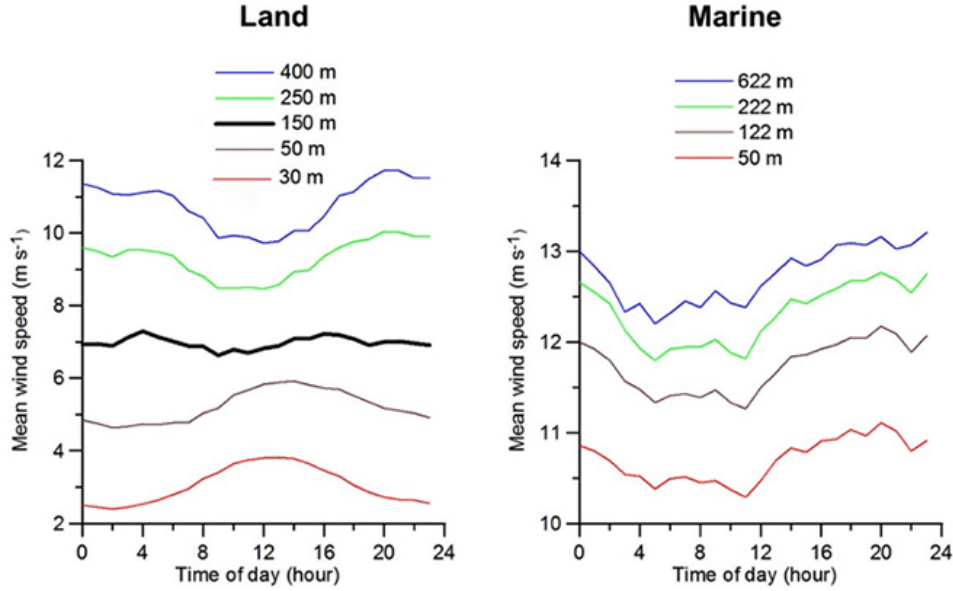 Land
400 m
250 m
150 m
50 m
30 m
Mean wind speed (m s-1)
12
10
8
6
4
2
0 4 8 12 16 20 24
Time of day (hour)
Marine
622 m
222 m
122 m
50 m
Mean wind speed (m s-1)
14
13
12
11
10
0 4 8 12 16 20 24
Time of day (hour)